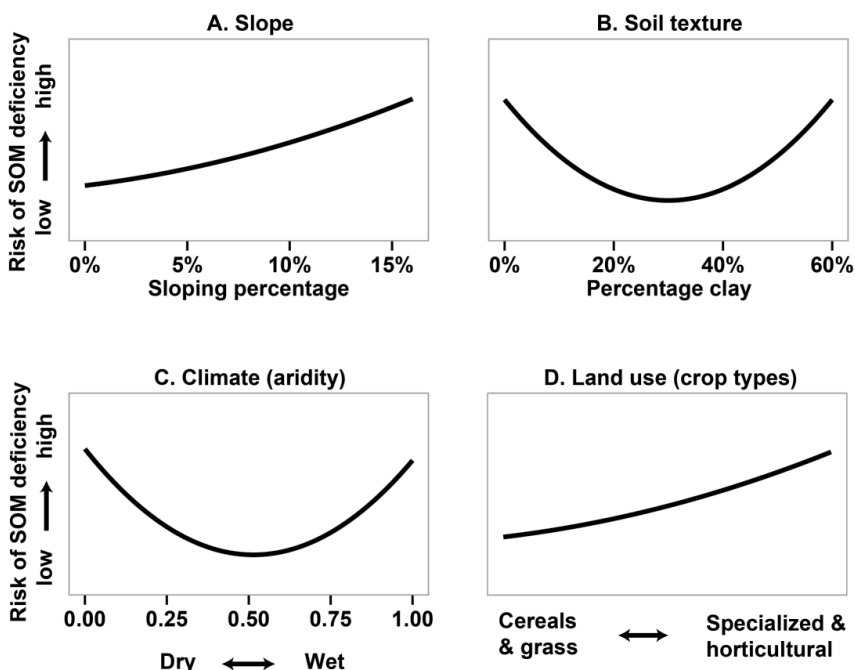 A. Slope
Risk of SOM deficiency
low high
0% 5% 10% 15%
Sloping percentage
B. Soil texture
0% 20% 40% 60%
Percentage clay
C. Climate (aridity)
Risk of SOM deficiency
low high
0.00 0.25 0.50 0.75 1.00
Dry Wet
D. Land use (crop types)
Cereals
& grass
Specialized &
horticultural